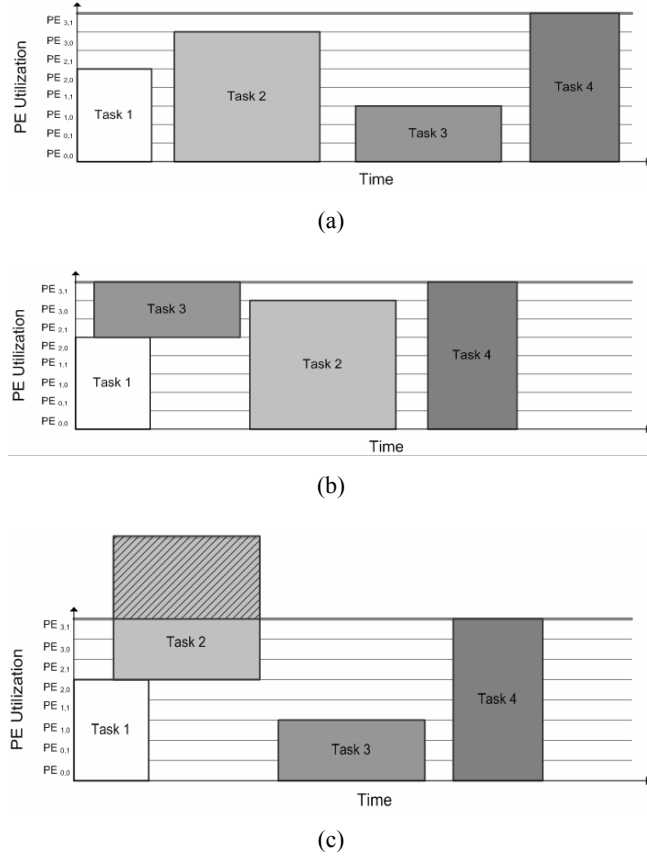 PE Utilization
PE 3,1
PE 3,0
PE 2,1
PE 2,0
PE 1,1
PE 1,0
PE 0,1
PE 0,0
Task 1
Task 2
Task 3
Task 4
Time
(a)
PE Utilization
PE 3,1
PE 3,0
PE 2,1
PE 2,0
PE 1,1
PE 1,0
PE 0,1
PE 0,0
Task 3
Task 1
Task 2
Task 4
Time
(b)
PE Utilization
PE 3,1
PE 3,0
PE 2,1
PE 2,0
PE 1,1
PE 1,0
PE 0,1
PE 0,0
Task 2
Task 1
Task 3
Task 4
Time
(c)